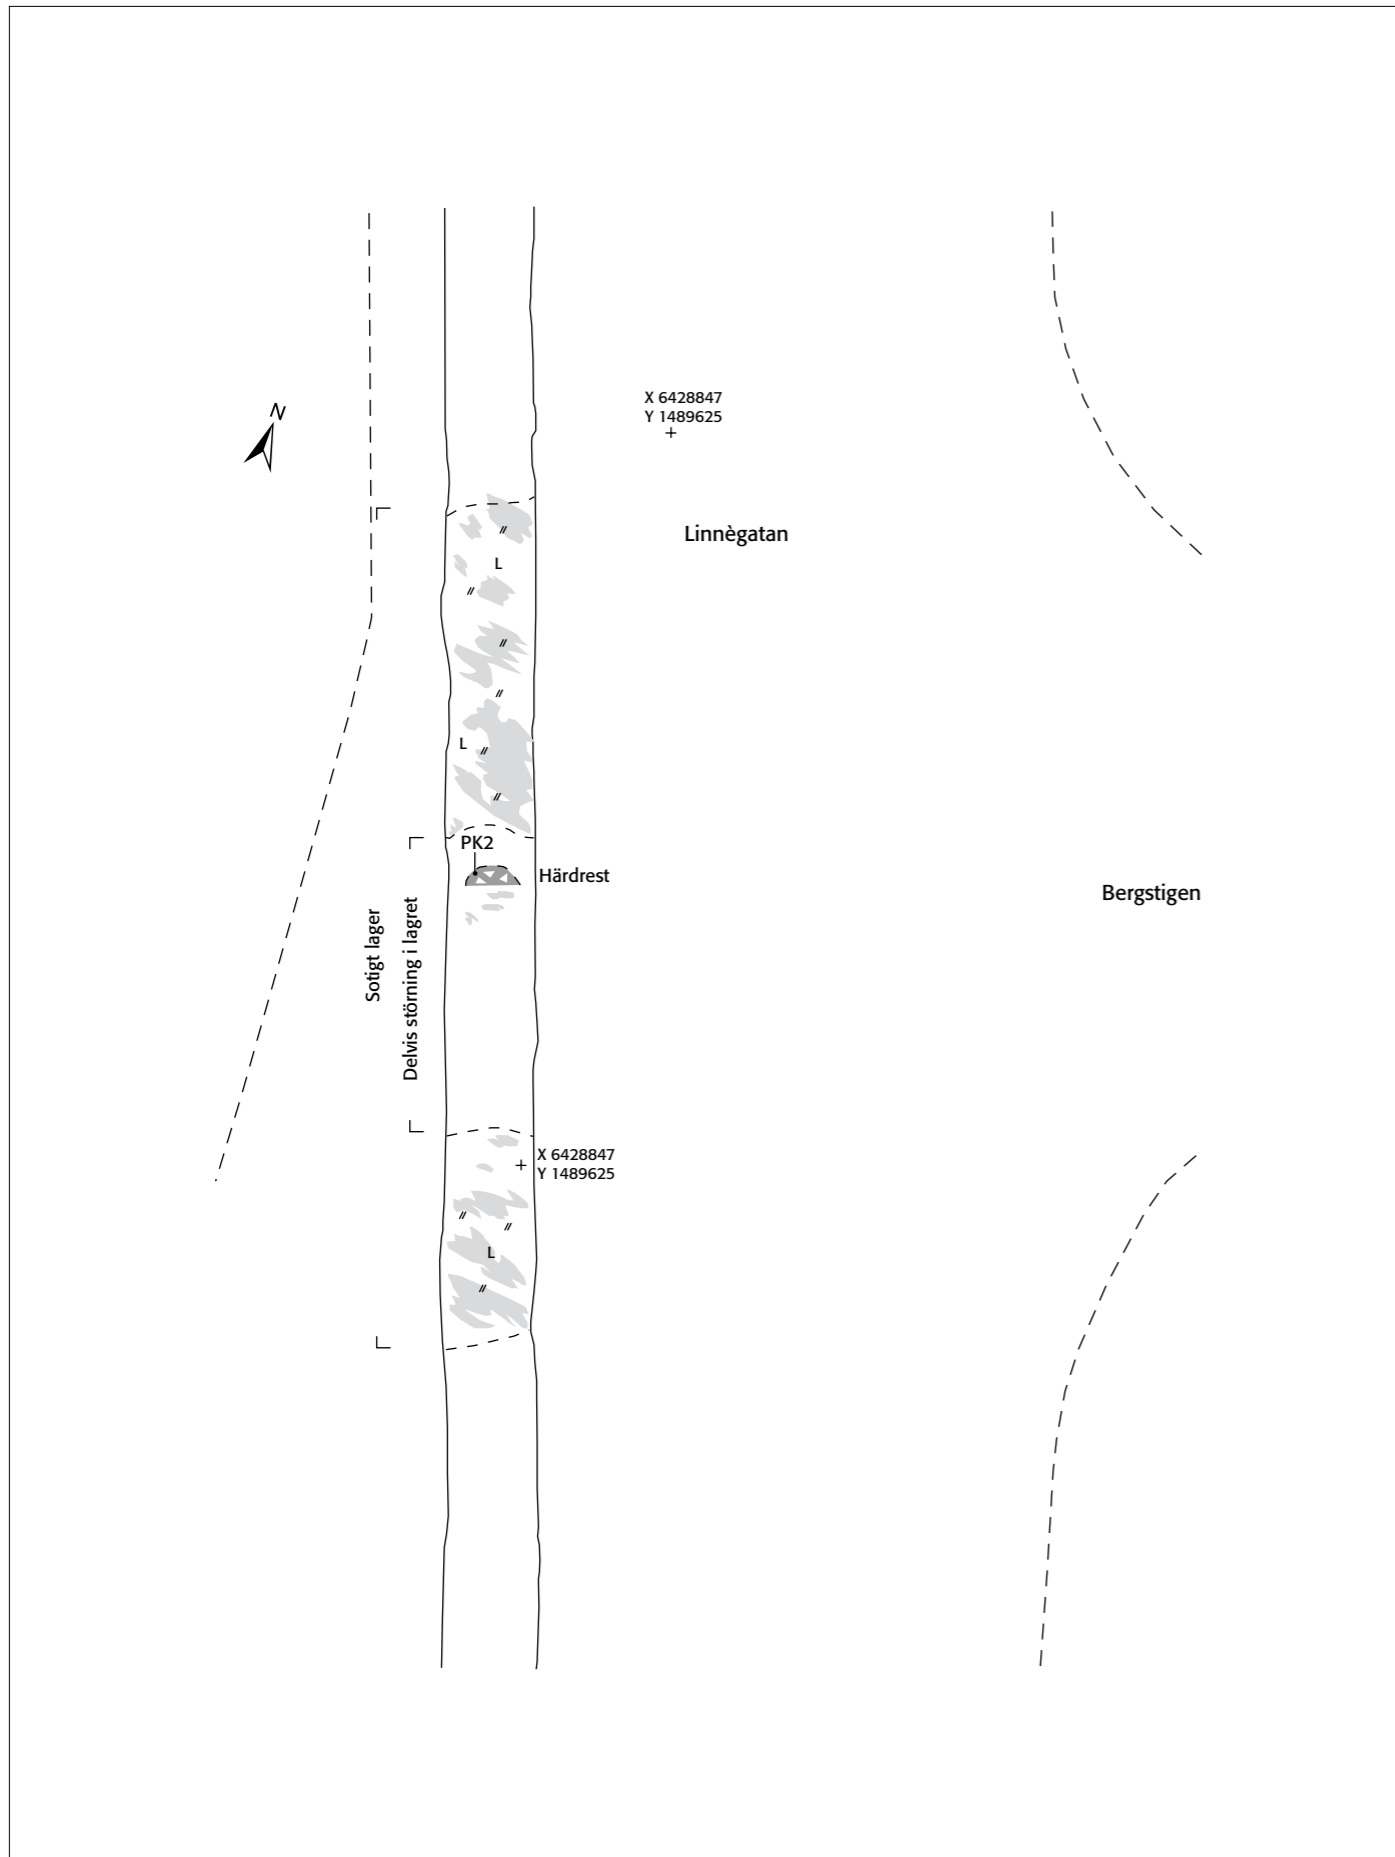 X 6428847
Y 1489625
N
Linnègatan
//
L
//
//
//
L
//
//
PK2
Härdrest
Bergstigen
Sotigt lager
Delvis störning i lagret
X 6428847
Y 1489625
//
//
L
//